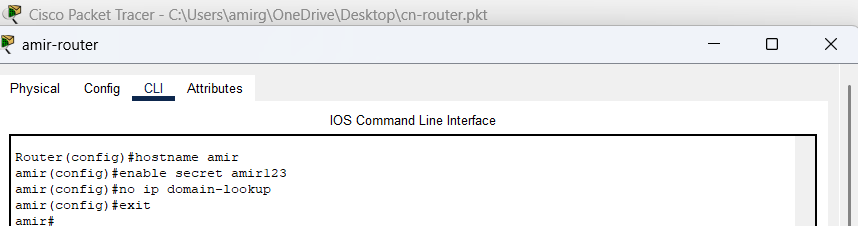 Cisco Packet Tracer - C:\Users\amirg\OneDrive\Desktop\cn-router.pkt
amir-router
Physical Config CLI Attributes
IOS Command Line Interface
Router(config)#hostname amir
amir(config)#enable secret amir123
amir(config)#no ip domain-lookup
amir(config)#exit
amir#